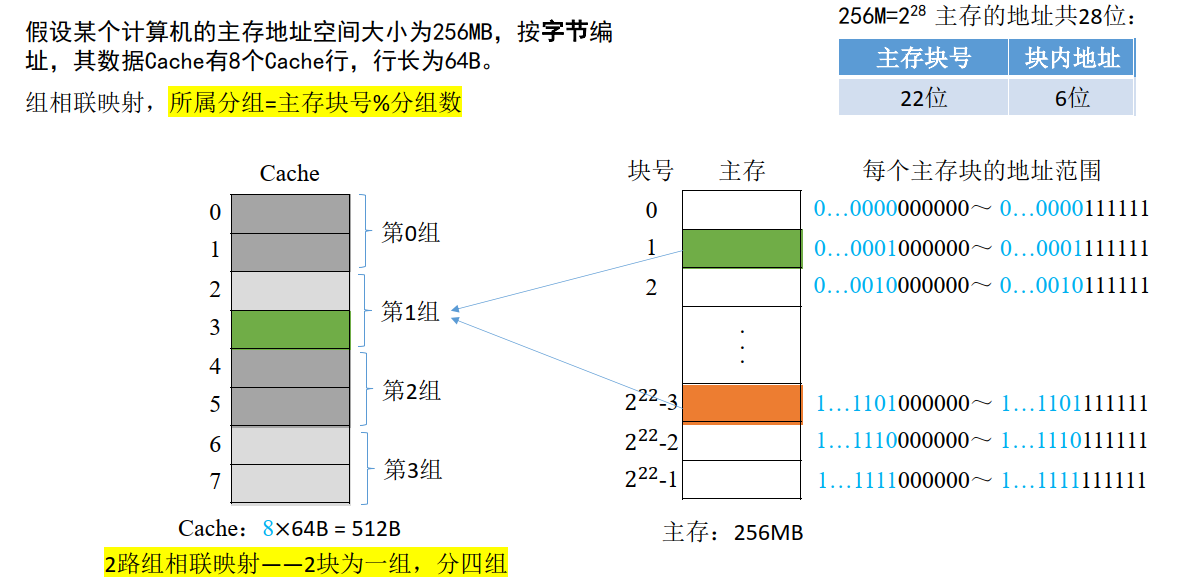 假设某个计算机的主存地址空间大小为256MB，按字节编
址，其数据Cache有8个Cache行，行长为64B。
组相联映射，所属分组=主存块号%分组数
256M=2²⁸ 主存的地址共28位：
主存块号 块内地址
22位 6位
Cache
0
1
2
3
4
5
6
7
第0组
第1组
第2组
第3组
Cache：8×64B = 512B
2路组相联映射——2块为一组，分四组
块号 主存 每个主存块的地址范围
0 0…0000000000～ 0…0000111111
1 0…0001000000～ 0…0001111111
2 0…0010000000～ 0…0010111111
⋮
2²²-3 1…1101000000～ 1…1101111111
2²²-2 1…1110000000～ 1…1110111111
2²²-1 1…1111000000～ 1…1111111111
主存：256MB